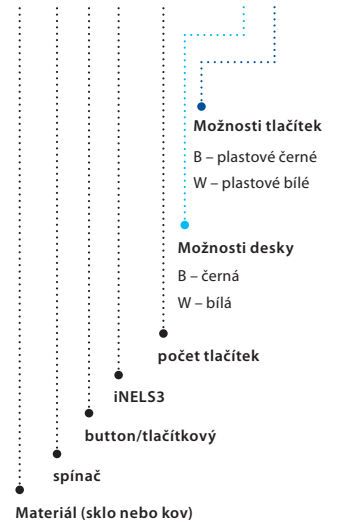 Možnosti tlačítek
B – plastové černé
W – plastové bílé
Možnosti desky
B – černá
W – bílá
počet tlačítek
iNELS3
button/tlačítkový
spínač
Materiál (sklo nebo kov)